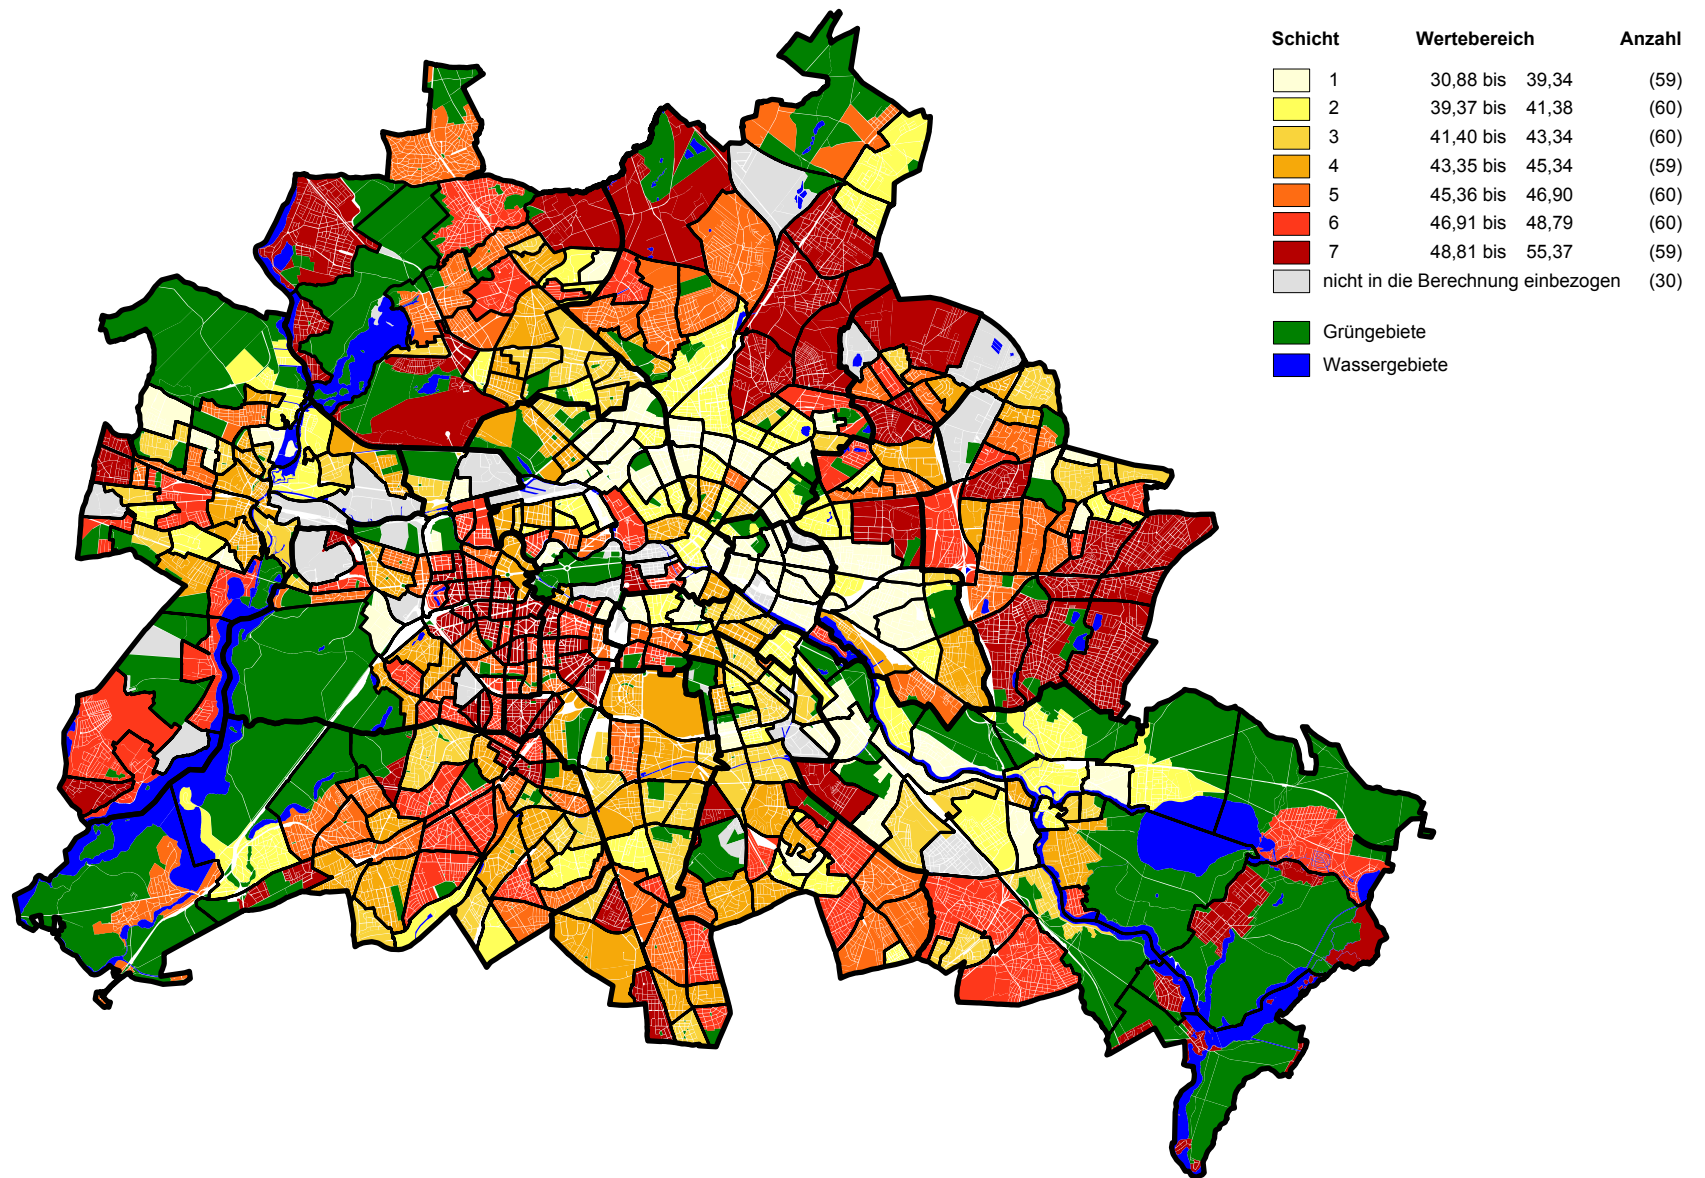 Schicht Wertebereich Anzahl
1 30,88 bis 39,34 (59)
2 39,37 bis 41,38 (60)
3 41,40 bis 43,34 (60)
4 43,35 bis 45,34 (59)
5 45,36 bis 46,90 (60)
6 46,91 bis 48,79 (60)
7 48,81 bis 55,37 (59)
nicht in die Berechnung einbezogen (30)
Grüngebiete
Wassergebiete